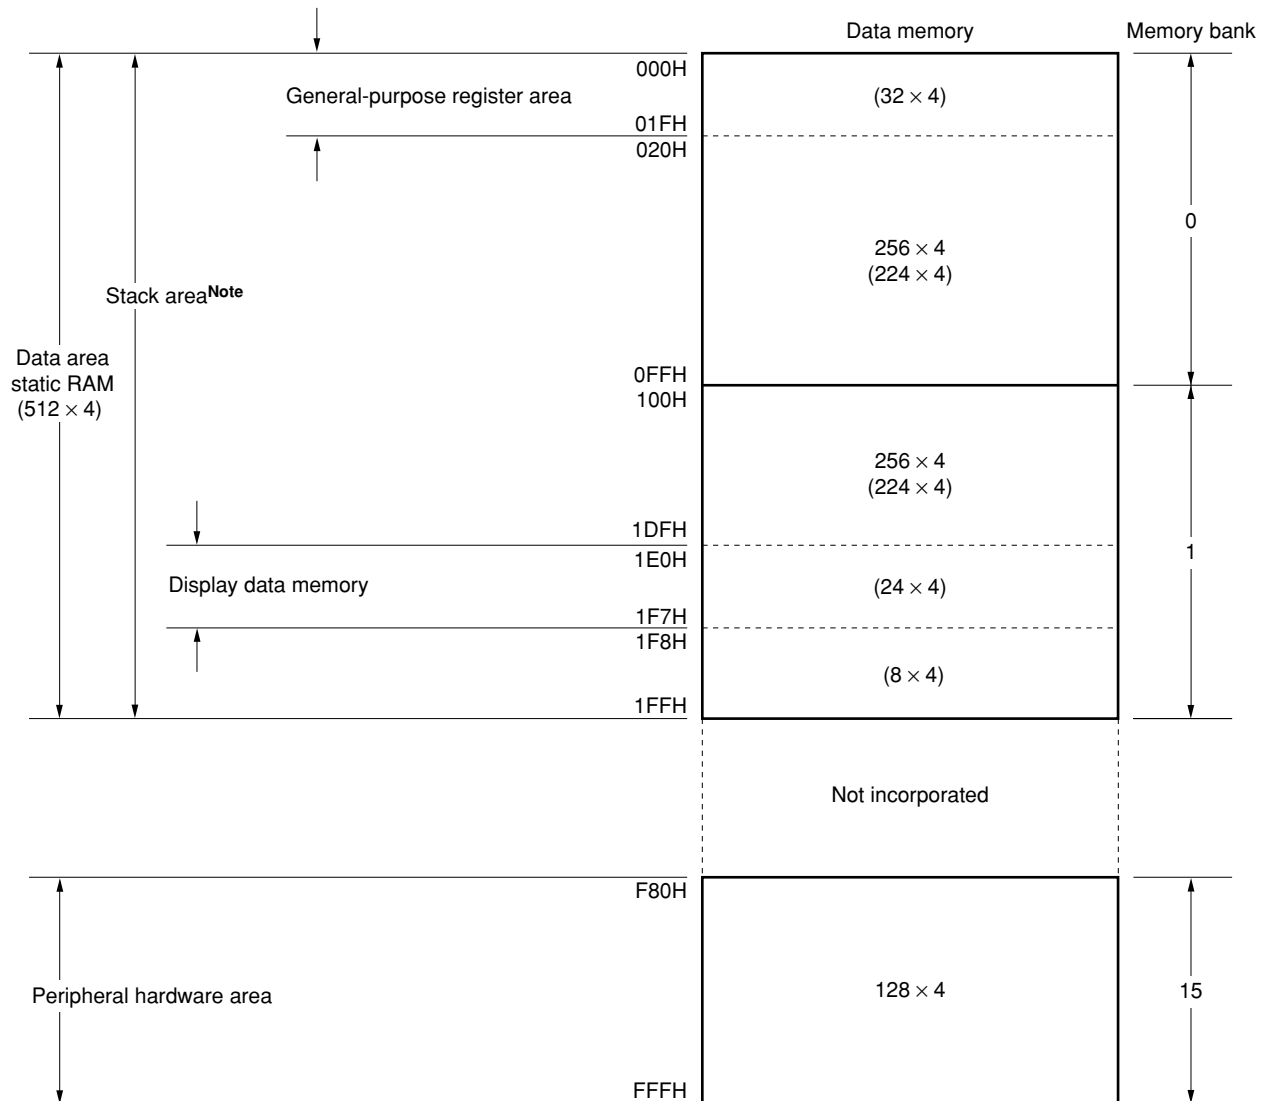 Data memory
Memory bank
000H
General-purpose register area
(32 × 4)
01FH
020H
0
256 × 4
(224 × 4)
Stack areaNote
Data area
static RAM
(512 × 4)
0FFH
100H
256 × 4
(224 × 4)
1DFH
1
1E0H
Display data memory
(24 × 4)
1F7H
1F8H
(8 × 4)
1FFH
Not incorporated
F80H
Peripheral hardware area
128 × 4
15
FFFH